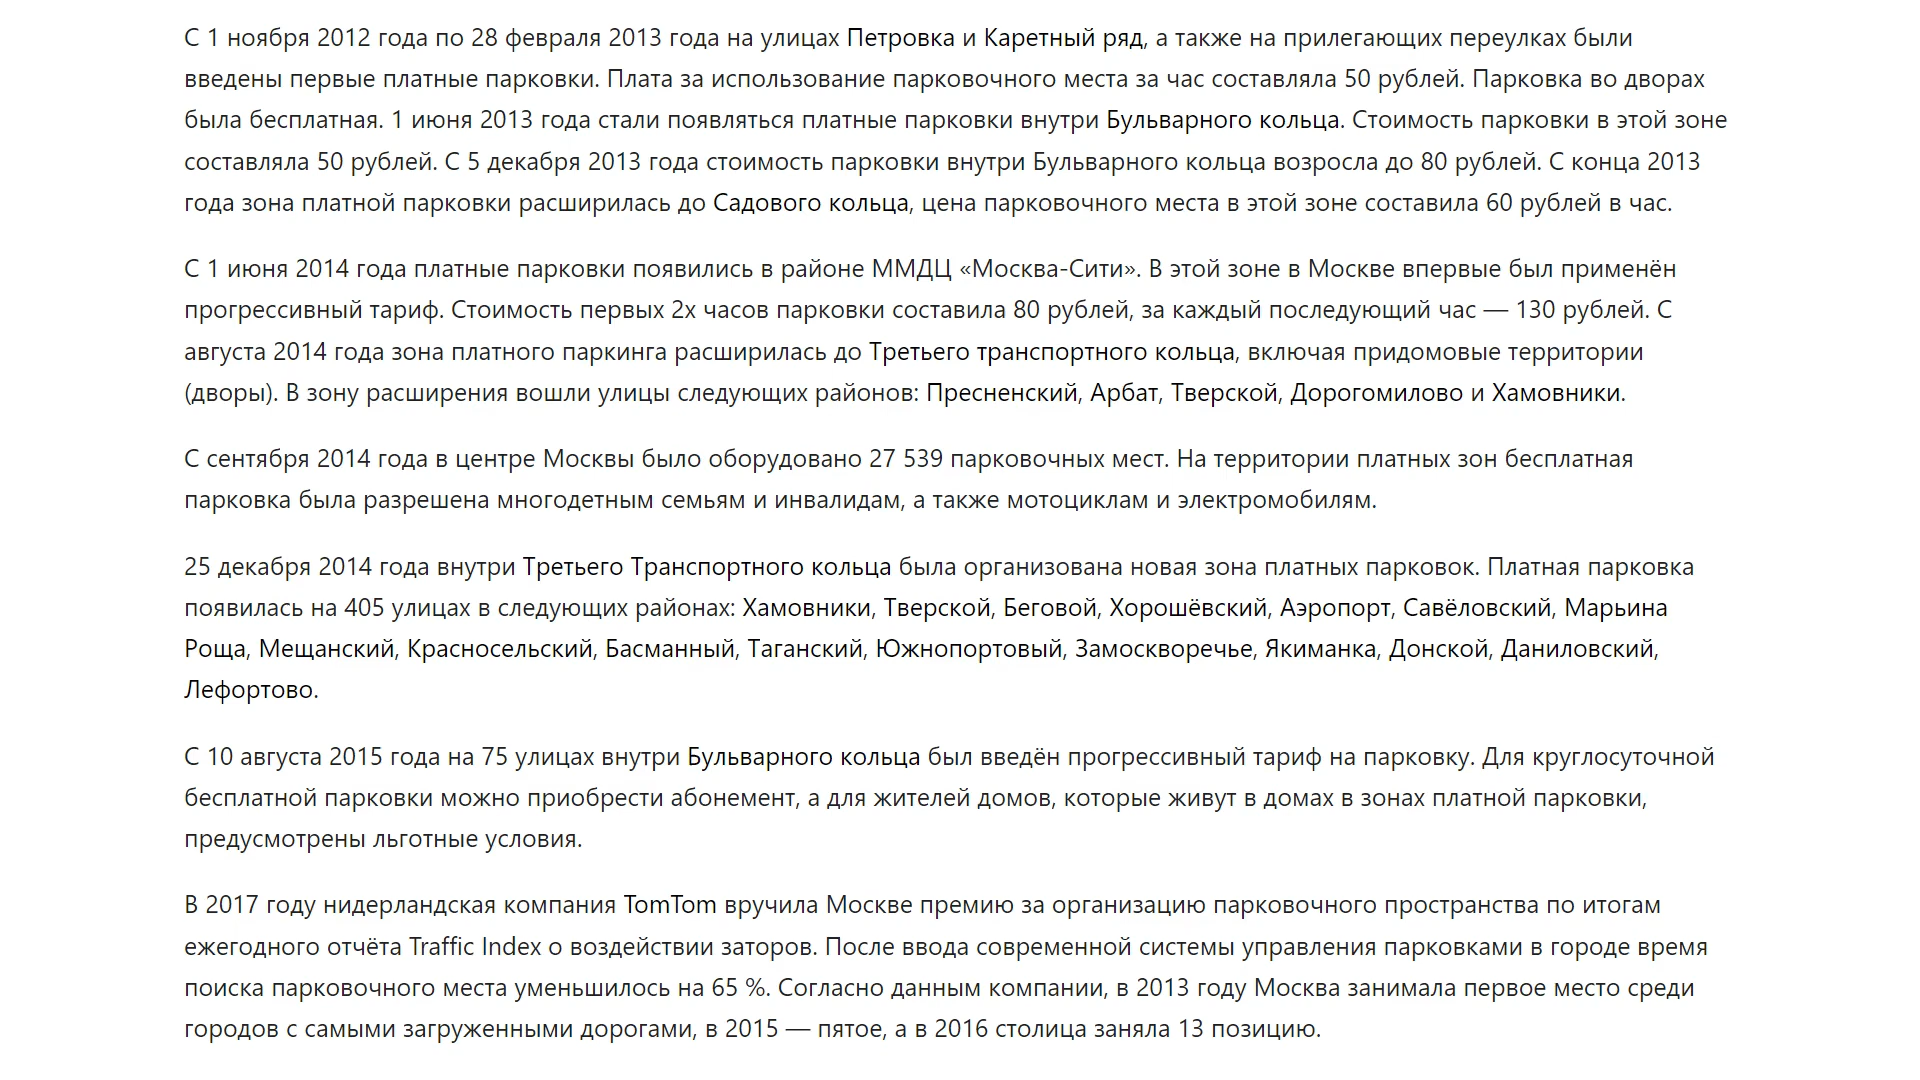 С 1 ноября 2012 года по 28 февраля 2013 года на улицах Петровка и Каретный ряд, а также на прилегающих переулках были
введены первые платные парковки. Плата за использование парковочного места за час составляла 50 рублей. Парковка во дворах
была бесплатная. 1 июня 2013 года стали появляться платные парковки внутри Бульварного кольца. Стоимость парковки в этой зоне
составляла 50 рублей. С 5 декабря 2013 года стоимость парковки внутри Бульварного кольца возросла до 80 рублей. С конца 2013
года зона платной парковки расширилась до Садового кольца, цена парковочного места в этой зоне составила 60 рублей в час.
С 1 июня 2014 года платные парковки появились в районе ММДЦ «Москва-Сити». В этой зоне в Москве впервые был применён
прогрессивный тариф. Стоимость первых 2х часов парковки составила 80 рублей, за каждый последующий час — 130 рублей. С
августа 2014 года зона платного паркинга расширилась до Третьего транспортного кольца, включая придомовые территории
(дворы). В зону расширения вошли улицы следующих районов: Пресненский, Арбат, Тверской, Дорогомилово и Хамовники.
С сентября 2014 года в центре Москвы было оборудовано 27 539 парковочных мест. На территории платных зон бесплатная
парковка была разрешена многодетным семьям и инвалидам, а также мотоциклам и электромобилям.
25 декабря 2014 года внутри Третьего Транспортного кольца была организована новая зона платных парковок. Платная парковка
появилась на 405 улицах в следующих районах: Хамовники, Тверской, Беговой, Хорошёвский, Аэропорт, Савёловский, Марьина
Роща, Мещанский, Красносельский, Басманный, Таганский, Южнопортовый, Замоскворечье, Якиманка, Донской, Даниловский,
Лефортово.
С 10 августа 2015 года на 75 улицах внутри Бульварного кольца был введён прогрессивный тариф на парковку. Для круглосуточной
бесплатной парковки можно приобрести абонемент, а для жителей домов, которые живут в домах в зонах платной парковки,
предусмотрены льготные условия.
В 2017 году нидерландская компания TomTom вручила Москве премию за организацию парковочного пространства по итогам
ежегодного отчёта Traffic Index о воздействии заторов. После ввода современной системы управления парковками в городе время
поиска парковочного места уменьшилось на 65 %. Согласно данным компании, в 2013 году Москва занимала первое место среди
городов с самыми загруженными дорогами, в 2015 — пятое, а в 2016 столица заняла 13 позицию.